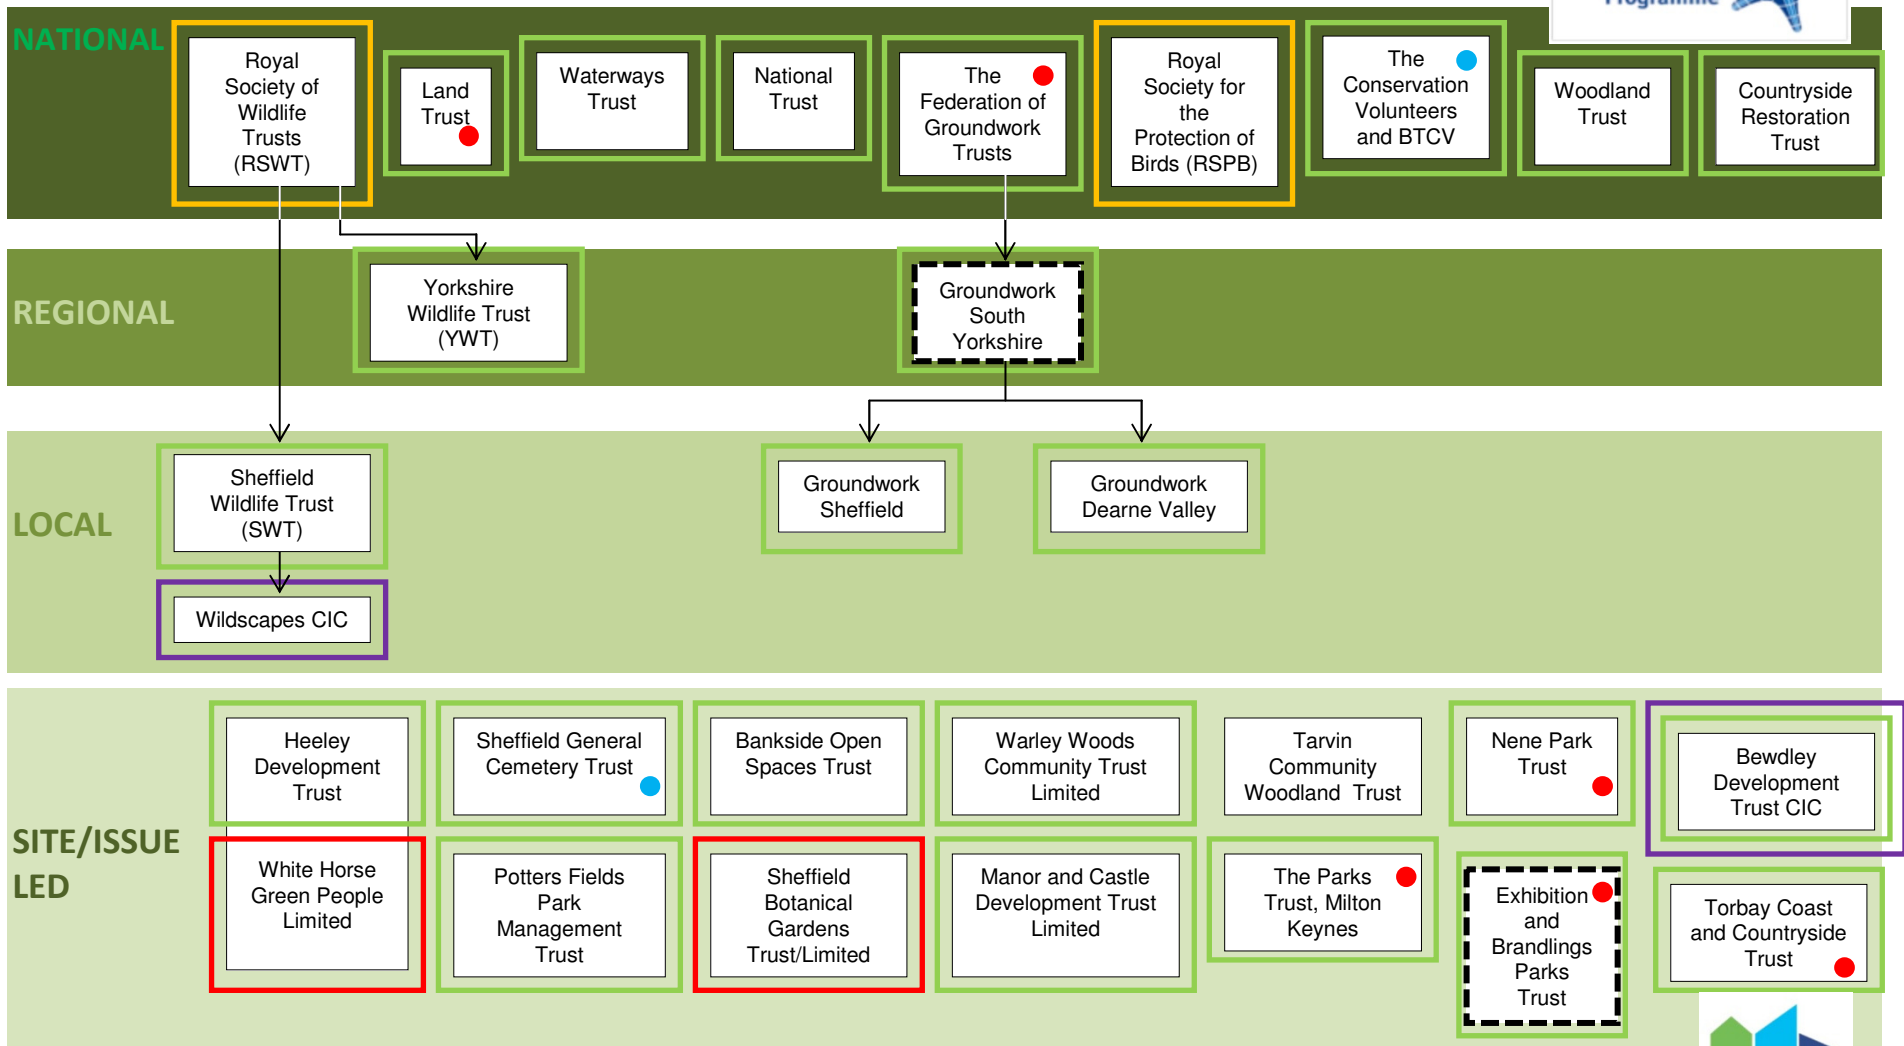 Programme
NATIONAL
Royal
Society of
Wildlife
Trusts
(RSWT)
Land
Trust
Waterways
Trust
National
Trust
The
Federation of
Groundwork
Trusts
Royal
Society for
the
Protection of
Birds (RSPB)
The
Conservation
Volunteers
and BTCV
Woodland
Trust
Countryside
Restoration
Trust
REGIONAL
Yorkshire
Wildlife Trust
(YWT)
Groundwork
South
Yorkshire
LOCAL
Sheffield
Wildlife Trust
(SWT)
Groundwork
Sheffield
Groundwork
Dearne Valley
Wildscapes CIC
SITE/ISSUE
LED
Heeley
Development
Trust
Sheffield General
Cemetery Trust
Bankside Open
Spaces Trust
Warley Woods
Community Trust
Limited
Tarvin
Community
Woodland Trust
Nene Park
Trust
Bewdley
Development
Trust CIC
White Horse
Green People
Limited
Potters Fields
Park
Management
Trust
Sheffield
Botanical
Gardens
Trust/Limited
Manor and Castle
Development Trust
Limited
The Parks
Trust, Milton
Keynes
Exhibition
and
Brandlings
Parks
Trust
Torbay Coast
and Countryside
Trust